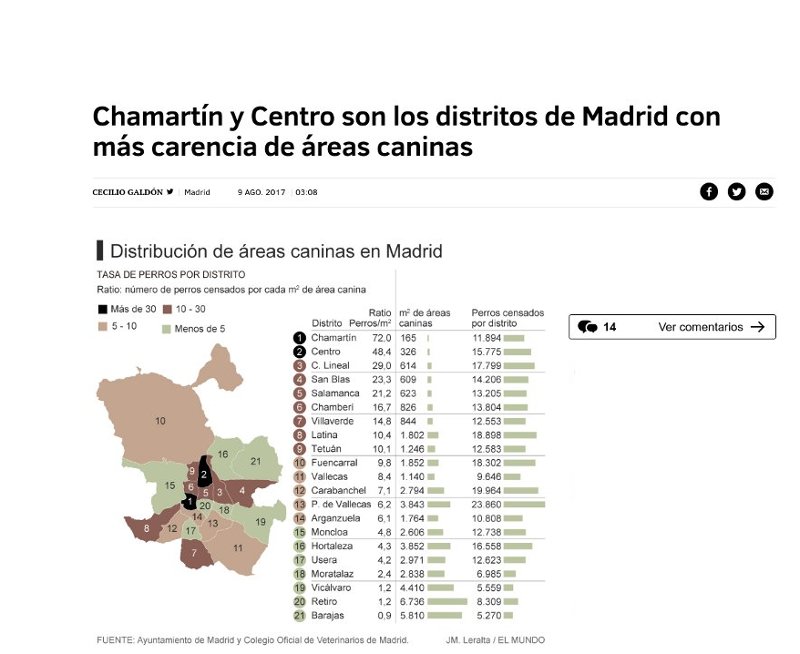 Chamartín y Centro son los distritos de Madrid con
más carencia de áreas caninas
CECILIO GALDÓN Madrid 9 AGO. 2017 03:08
Distribución de áreas caninas en Madrid
TASA DE PERROS POR DISTRITO
Ratio: número de perros censados por cada m² de área canina
Más de 30 10 - 30
5 - 10 Menos de 5
14 Ver comentarios
Ratio m² de áreas Perros censados
Distrito Perros/m² caninas por distrito
1 Chamartín 72,0 165 11.894
2 Centro 48,4 326 15.775
3 C. Lineal 29,0 614 17.799
4 San Blas 23,3 609 14.206
5 Salamanca 21,2 623 13.205
6 Chamberí 16,7 826 13.804
7 Villaverde 14,8 844 12.553
8 Latina 10,4 1.802 18.898
9 Tetuán 10,1 1.246 12.583
10 Fuencarral 9,8 1.852 18.302
11 Vallecas 8,4 1.140 9.646
12 Carabanchel 7,1 2.794 19.964
13 P. de Vallecas 6,2 3.843 23.860
14 Arganzuela 6,1 1.764 10.808
15 Moncloa 4,8 2.606 12.738
16 Hortaleza 4,3 3.852 16.558
17 Usera 4,2 2.971 12.623
18 Moratalaz 2,4 2.838 6.985
19 Vicálvaro 1,2 4.410 5.559
20 Retiro 1,2 6.736 8.309
21 Barajas 0,9 5.810 5.270
10
16
21
9 2
15 6 5 3 4
1 20 18
14
8 12 17 13 19
7 11
FUENTE: Ayuntamiento de Madrid y Colegio Oficial de Veterinarios de Madrid. JM. Leralta / EL MUNDO